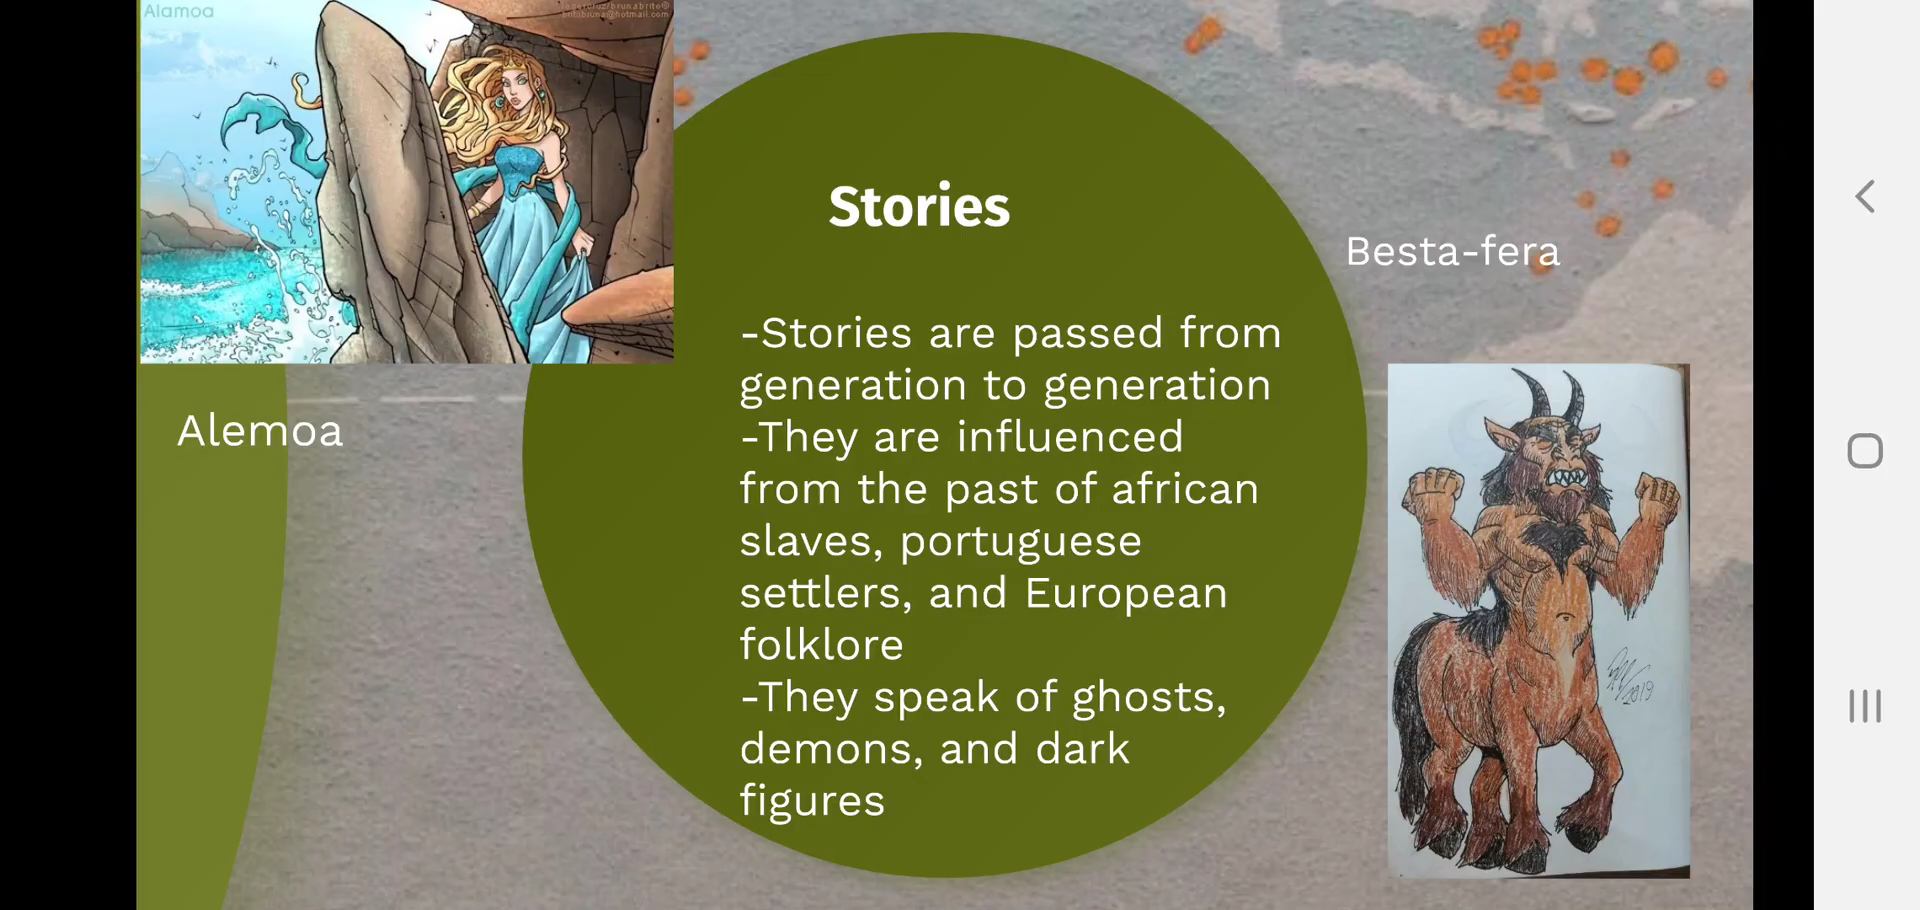 Alamoa
Stories
Besta-fera
-Stories are passed from
generation to generation
-They are influenced
from the past of african
slaves, portuguese
settlers, and European
folklore
-They speak of ghosts,
demons, and dark
figures
Alemoa
2019